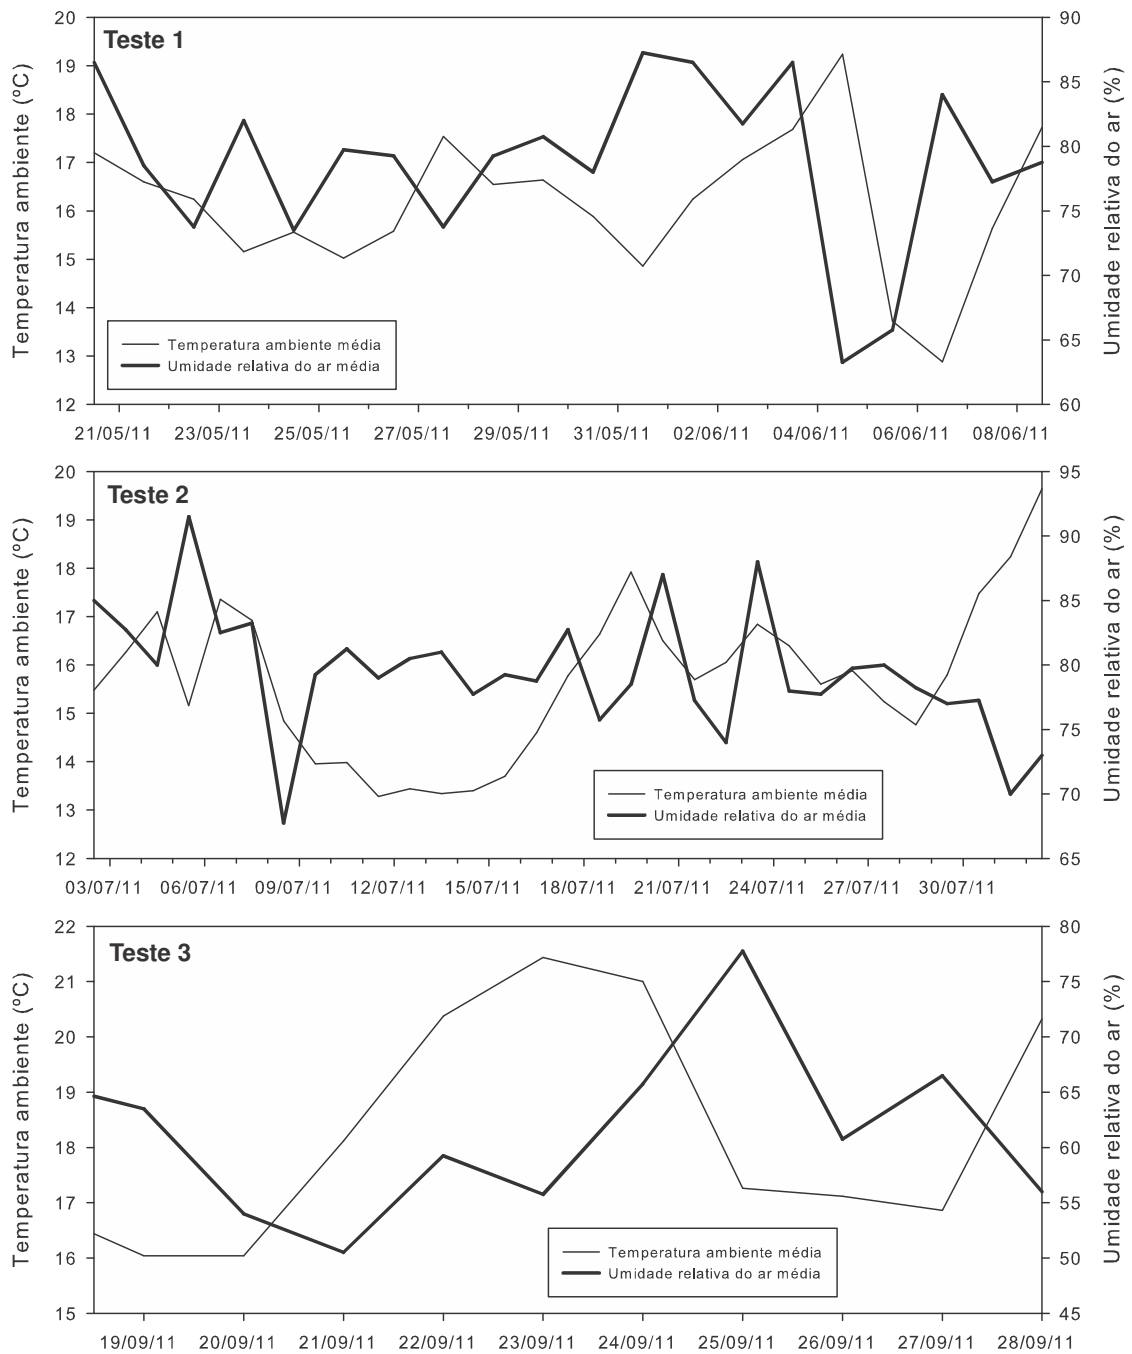 Teste 1
Temperatura ambiente (ºC)
20
19
18
17
16
15
14
13
12
Umidade relativa do ar (%)
90
85
80
75
70
65
60
Temperatura ambiente média
Umidade relativa do ar média
21/05/11 23/05/11 25/05/11 27/05/11 29/05/11 31/05/11 02/06/11 04/06/11 06/06/11 08/06/11
Teste 2
Temperatura ambiente (ºC)
20
19
18
17
16
15
14
13
12
Umidade relativa do ar (%)
95
90
85
80
75
70
65
Temperatura ambiente média
Umidade relativa do ar média
03/07/11 06/07/11 09/07/11 12/07/11 15/07/11 18/07/11 21/07/11 24/07/11 27/07/11 30/07/11
Teste 3
Temperatura ambiente (ºC)
22
21
20
19
18
17
16
15
Umidade relativa do ar (%)
80
75
70
65
60
55
50
45
Temperatura ambiente média
Umidade relativa do ar média
19/09/11 20/09/11 21/09/11 22/09/11 23/09/11 24/09/11 25/09/11 26/09/11 27/09/11 28/09/11